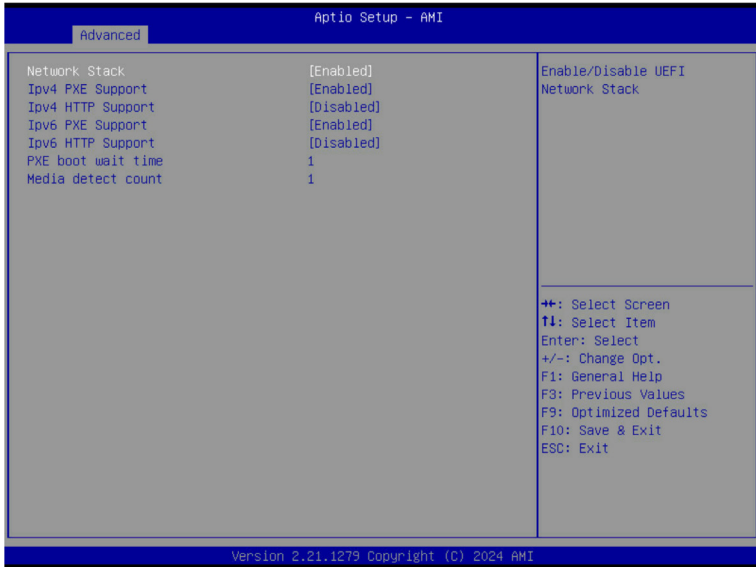 Aptio Setup – AMI
Advanced
Network Stack [Enabled]
Ipv4 PXE Support [Enabled]
Ipv4 HTTP Support [Disabled]
Ipv6 PXE Support [Enabled]
Ipv6 HTTP Support [Disabled]
PXE boot wait time 1
Media detect count 1
Enable/Disable UEFI
Network Stack
→←: Select Screen
↑↓: Select Item
Enter: Select
+/-: Change Opt.
F1: General Help
F3: Previous Values
F9: Optimized Defaults
F10: Save & Exit
ESC: Exit
Version 2.21.1279 Copyright (C) 2024 AMI